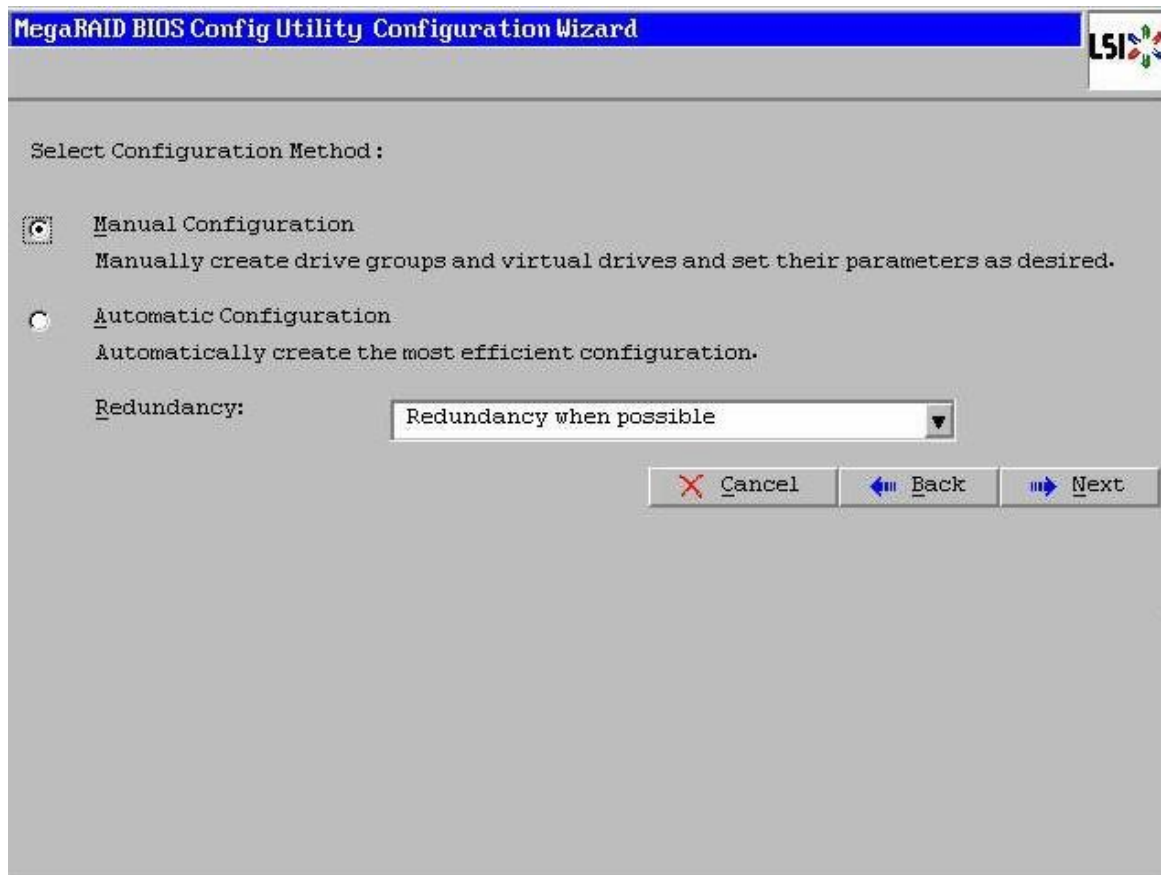 MegaRAID BIOS Config Utility Configuration Wizard
LSI
Select Configuration Method:
Manual Configuration
Manually create drive groups and virtual drives and set their parameters as desired.
Automatic Configuration
Automatically create the most efficient configuration.
Redundancy: Redundancy when possible
Cancel Back Next